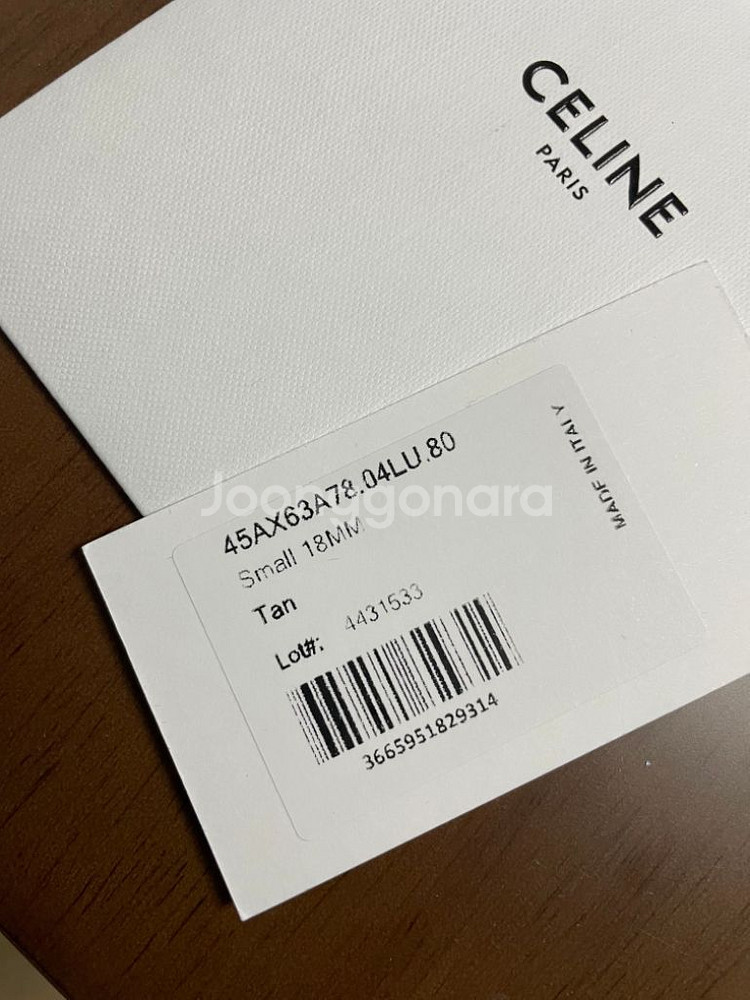 CELINE
PARIS
45AX63A78.04LU.80
Small 18MM
Tan
Lot#: 4431533
3665951829314
MADE IN ITALY
Joonggonara